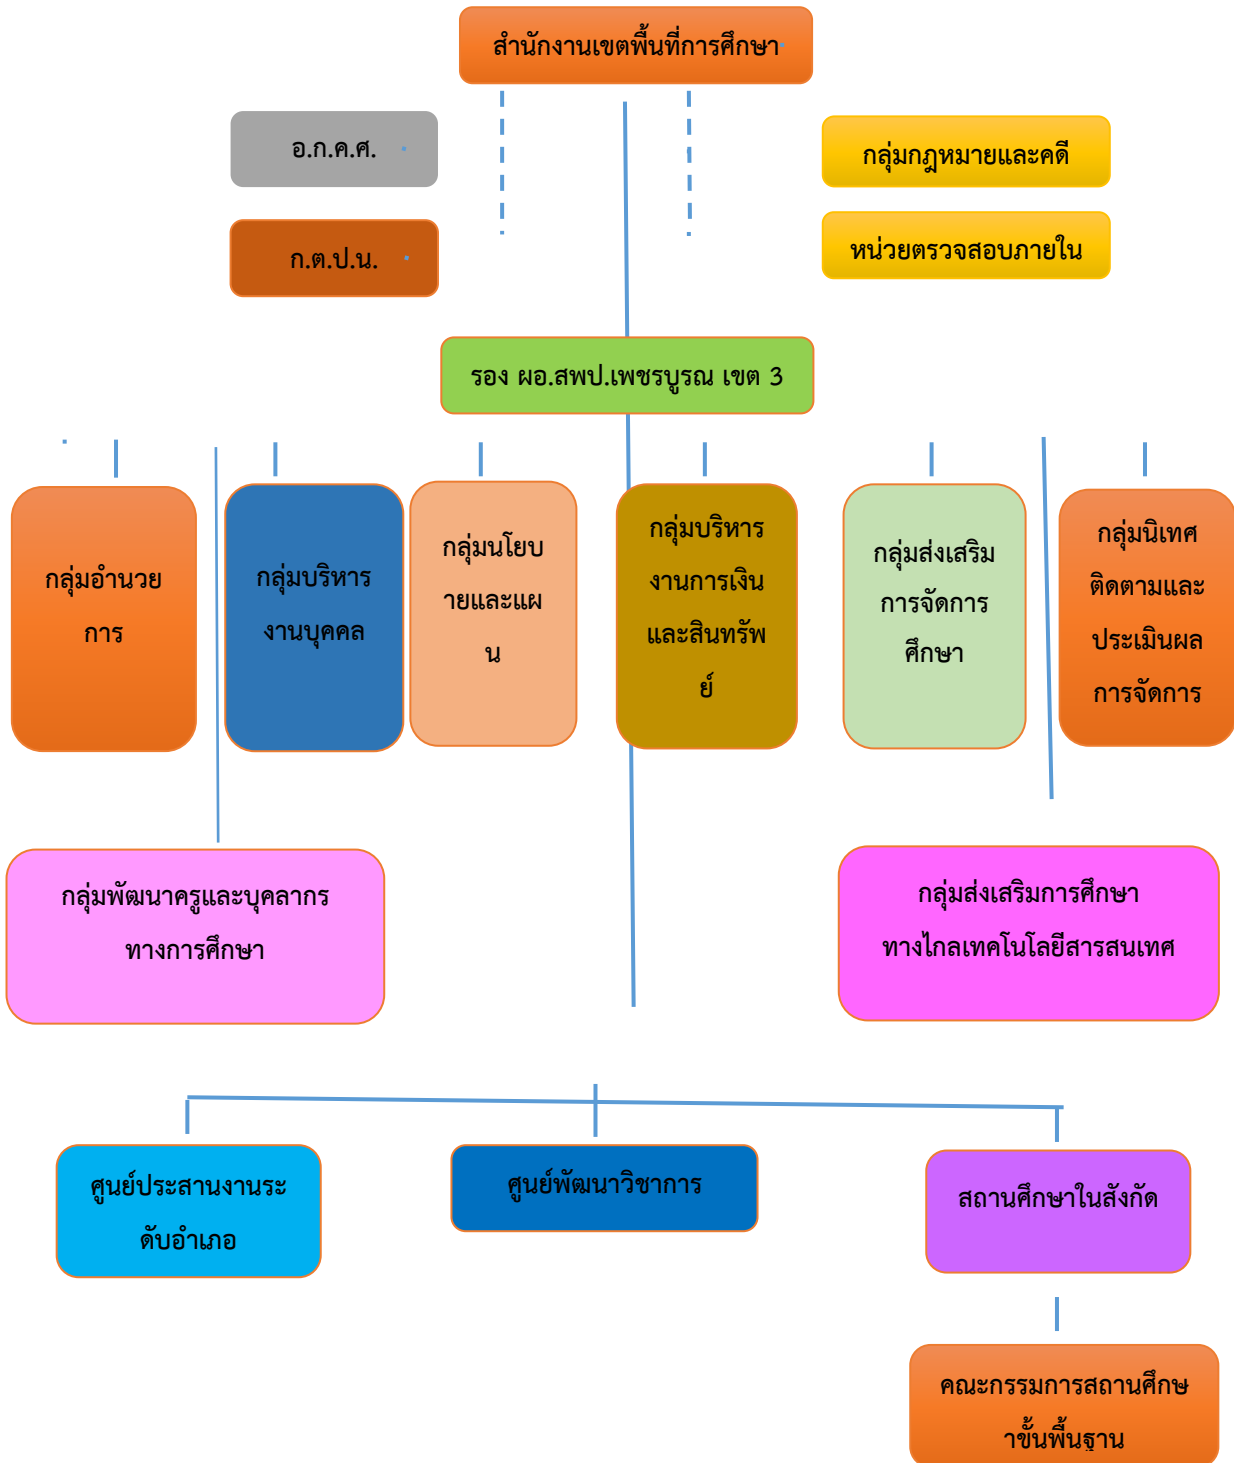 สำนักงานเขตพื้นที่การศึกษา
อ.ก.ค.ศ.
กลุ่มกฎหมายและคดี
ก.ต.ป.น.
หน่วยตรวจสอบภายใน
รอง ผอ.สพป.เพชรบูรณ เขต 3
กลุ่มอำนวย
การ
กลุ่มบริหาร
งานบุคคล
กลุ่มนโยบ
ายและแผ
น
กลุ่มบริหาร
งานการเงิน
และสินทรัพ
ย์
กลุ่มส่งเสริม
การจัดการ
ศึกษา
กลุ่มนิเทศ
ติดตามและ
ประเมินผล
การจัดการ
กลุ่มพัฒนาครูและบุคลากร
ทางการศึกษา
กลุ่มส่งเสริมการศึกษา
ทางไกลเทคโนโลยีสารสนเทศ
ศูนย์ประสานงานระ
ดับอำเภอ
ศูนย์พัฒนาวิชาการ
สถานศึกษาในสังกัด
คณะกรรมการสถานศึกษ
าขั้นพื้นฐาน